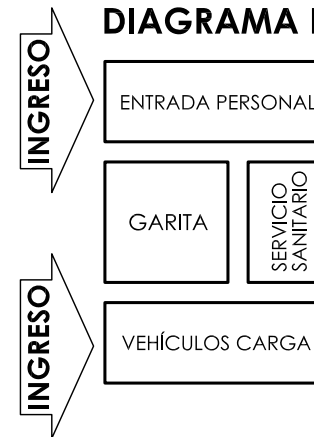 DIAGRAMA
INGRESO
ENTRADA PERSONAL
GARITA
SERVICIO
SANITARIO
INGRESO
VEHÍCULOS CARGA